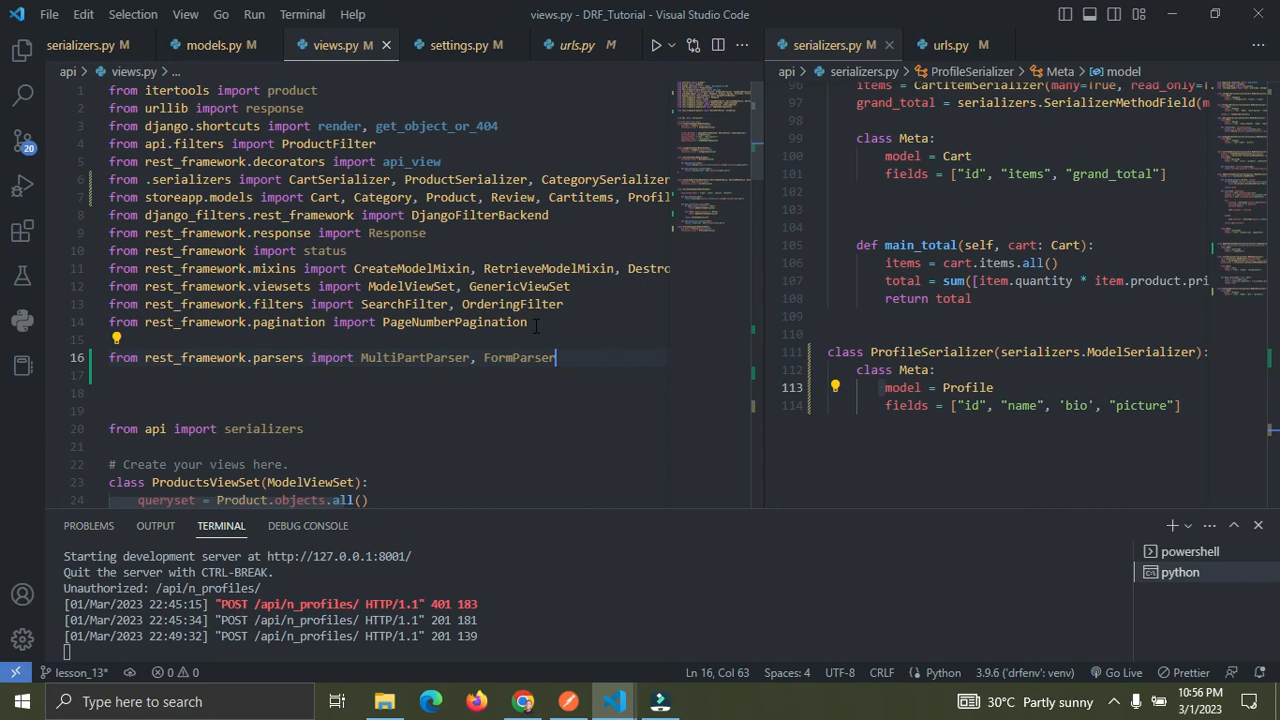 File Edit Selection View Go Run Terminal Help
views.py - DRF_Tutorial - Visual Studio Code
serializers.py M
models.py M
views.py M
settings.py M
urls.py M
api > views.py > ...
1 from itertools import product
2 from urllib import response
3 from django.shortcuts import render, get_object_or_404
4 from api.filters import ProductFilter
5 from rest_framework.decorators import api_view
6 from .serializers import CartSerializer, ProductSerializer, CategorySerializer
7 from storeapp.models import Cart, Category, Product, Review, Cartitems, Profil
8 from django_filters.rest_framework import DjangoFilterBackend
9 from rest_framework.response import Response
10 from rest_framework import status
11 from rest_framework.mixins import CreateModelMixin, RetrieveModelMixin, Destro
12 from rest_framework.viewsets import ModelViewSet, GenericViewSet
13 from rest_framework.filters import SearchFilter, OrderingFilter
14 from rest_framework.pagination import PageNumberPagination
15
16 from rest_framework.parsers import MultiPartParser, FormParser
17
18
19
20 from api import serializers
21
22 # Create your views here.
23 class ProductsViewSet(ModelViewSet):
24 queryset = Product.objects.all()
serializers.py M
urls.py M
api > serializers.py > ProfileSerializer > Meta > model
96 items = CartItemSerializer(many=True, read_only=T
97 grand_total = serializers.SerializerMethodField(m
98
99 class Meta:
100 model = Cart
101 fields = ["id", "items", "grand_total"]
102
103
104
105 def main_total(self, cart: Cart):
106 items = cart.items.all()
107 total = sum([item.quantity * item.product.pri
108 return total
109
110
111 class ProfileSerializer(serializers.ModelSerializer):
112 class Meta:
113 model = Profile
114 fields = ["id", "name", 'bio', "picture"]
PROBLEMS OUTPUT TERMINAL DEBUG CONSOLE
Starting development server at http://127.0.0.1:8001/
Quit the server with CTRL-BREAK.
Unauthorized: /api/n_profiles/
[01/Mar/2023 22:45:15] "POST /api/n_profiles/ HTTP/1.1" 401 183
[01/Mar/2023 22:45:34] "POST /api/n_profiles/ HTTP/1.1" 201 181
[01/Mar/2023 22:49:32] "POST /api/n_profiles/ HTTP/1.1" 201 139
powershell
python
20
lesson_13* 0 0 Ln 16, Col 63 Spaces: 4 UTF-8 CRLF Python 3.9.6 ('drfenv': venv) Go Live Prettier
Type here to search
30°C Partly sunny
10:56 PM
3/1/2023